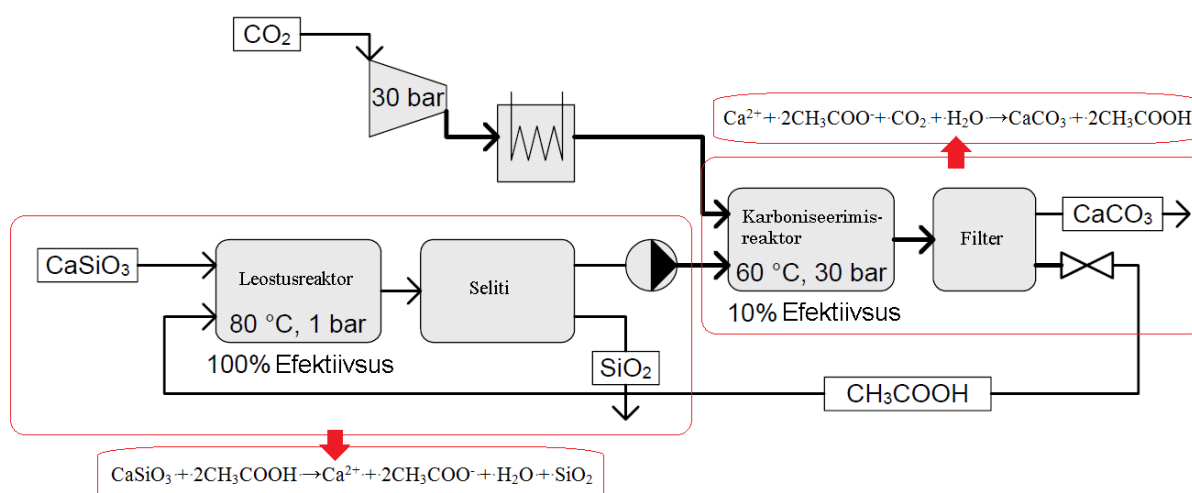 CO₂
30 bar
Ca²⁺+·2CH₃COO⁻+·CO₂·+·H₂O·→CaCO₃·+·2CH₃COOH
CaSiO₃
Leostusreaktor
80 °C, 1 bar
100% Efektiivsus
Seliti
SiO₂
Karboniseerimis-
reaktor
60 °C, 30 bar
10% Efektiivsus
Filter
CaCO₃
CH₃COOH
CaSiO₃·+·2CH₃COOH·→Ca²⁺·+·2CH₃COO⁻·+·H₂O·+·SiO₂